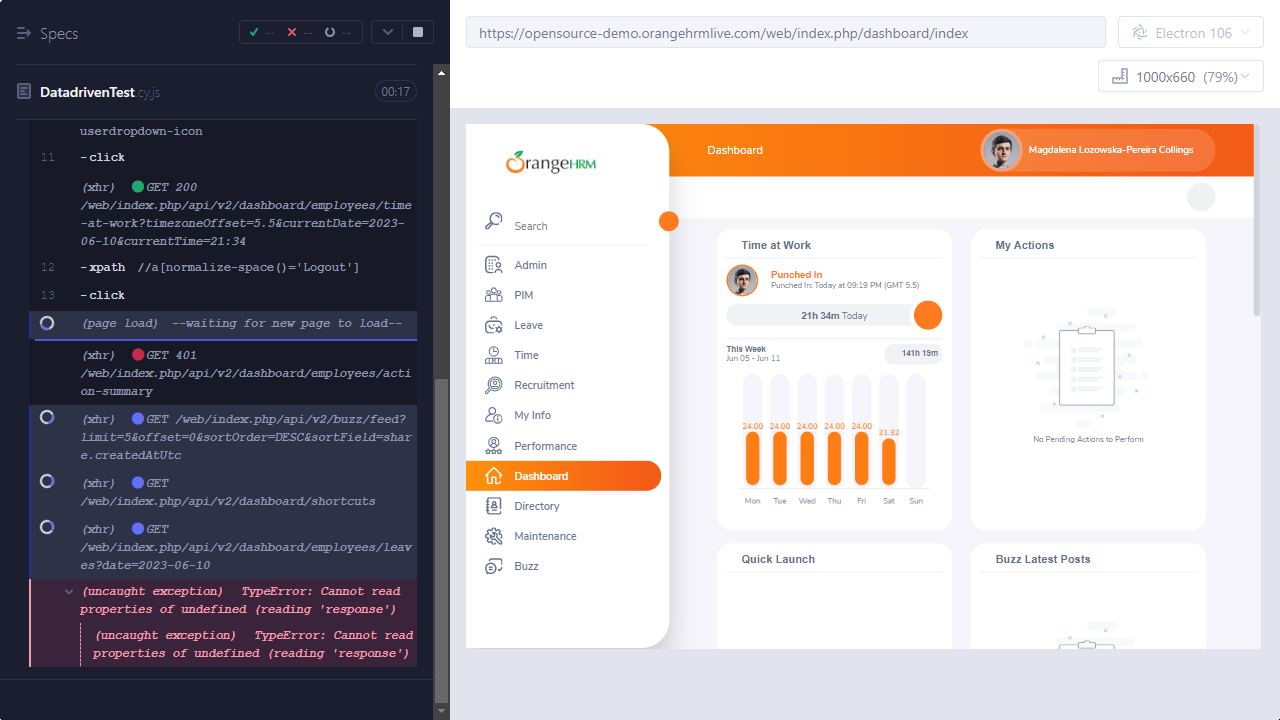 Specs
--
--
--
DatadrivenTest.cy.js
00:17
userdropdown-icon
11 -click
(xhr) GET 200
/web/index.php/api/v2/dashboard/employees/time
-at-work?timezoneOffset=5.5&currentDate=2023-
06-10&currentTime=21:34
12 -xpath //a[normalize-space()='Logout']
13 -click
(page load) --waiting for new page to load--
(xhr) GET 401
/web/index.php/api/v2/dashboard/employees/acti
on-summary
(xhr) GET /web/index.php/api/v2/buzz/feed?
limit=5&offset=0&sortOrder=DESC&sortField=shar
e.createdAtUtc
(xhr) GET
/web/index.php/api/v2/dashboard/shortcuts
(xhr) GET
/web/index.php/api/v2/dashboard/employees/leav
es?date=2023-06-10
(uncaught exception) TypeError: Cannot read
properties of undefined (reading 'response')
(uncaught exception) TypeError: Cannot read
properties of undefined (reading 'response')
https://opensource-demo.orangehrmlive.com/web/index.php/dashboard/index
Electron 106
1000x660 (79%)
OrangeHRM
Search
Admin
PIM
Leave
Time
Recruitment
My Info
Performance
Dashboard
Directory
Maintenance
Buzz
Dashboard
Magdalena Lozowska-Pereira Collings
Time at Work
Punched In
Punched In: Today at 09:19 PM (GMT 5.5)
21h 34m Today
This Week
Jun 05 - Jun 11
141h 19m
24.00 24.00 24.00 24.00 24.00 21.32
Mon Tue Wed Thu Fri Sat Sun
My Actions
No Pending Actions to Perform
Quick Launch
Buzz Latest Posts